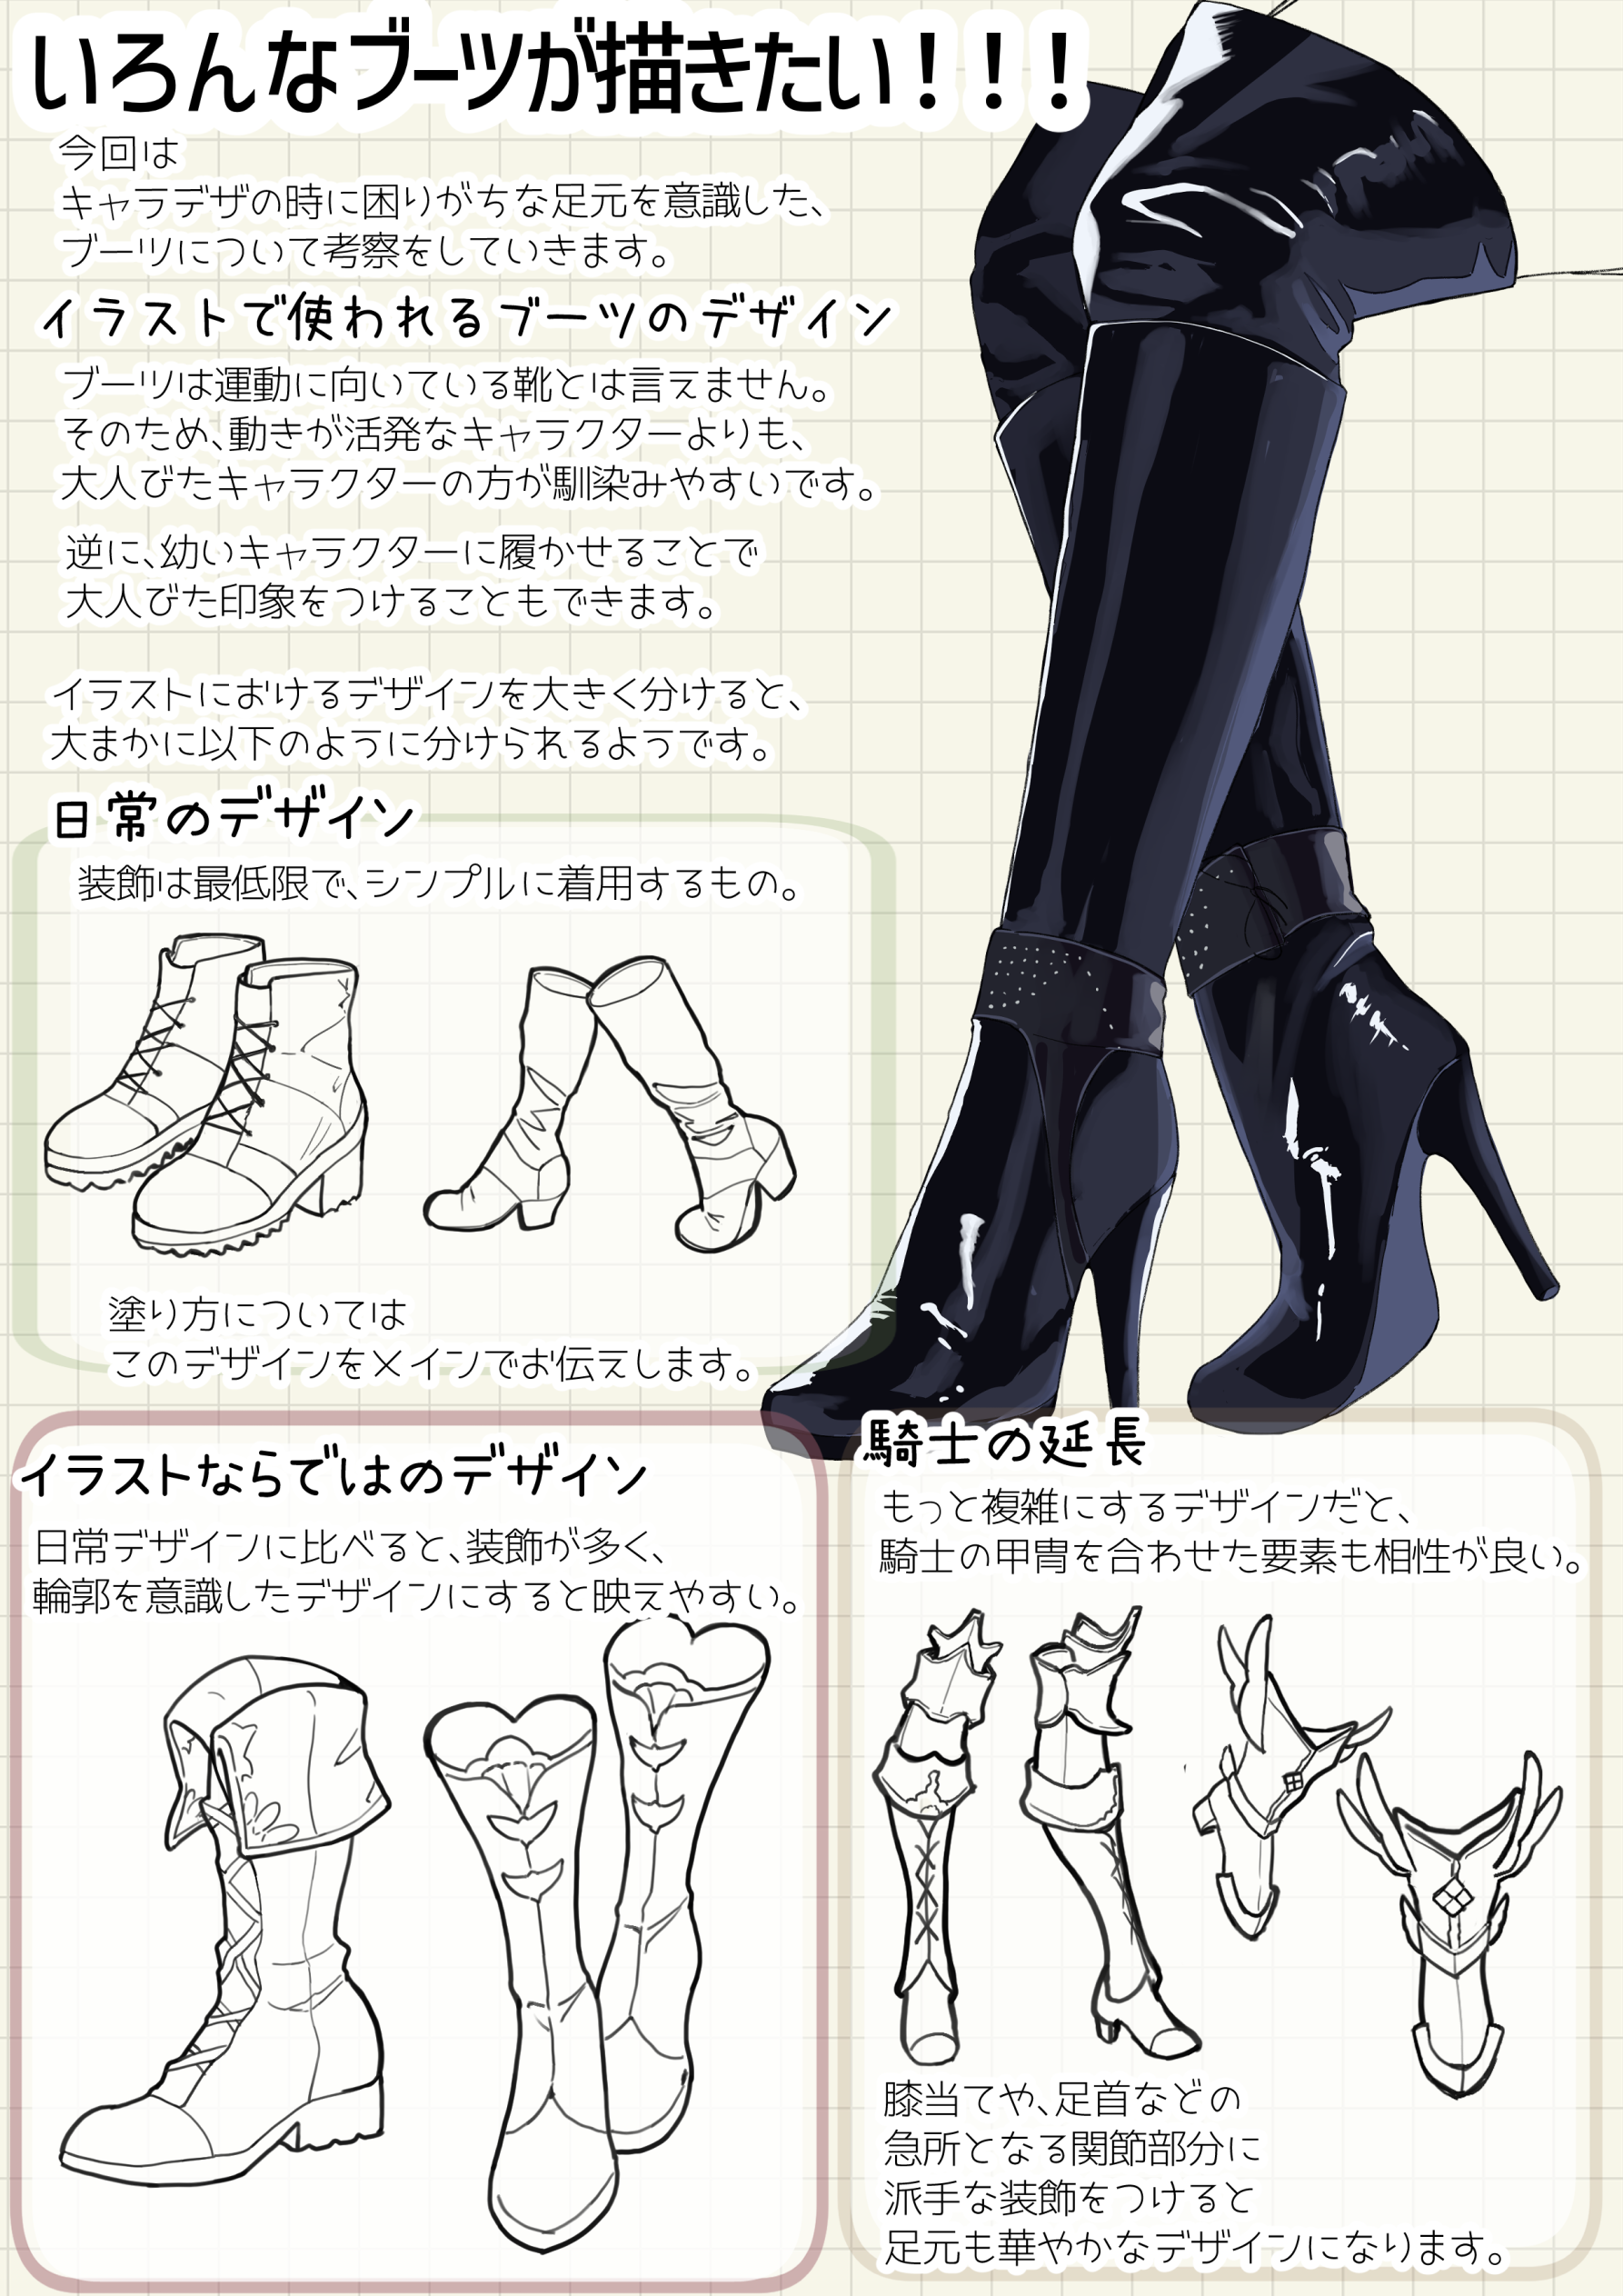 いろんなブーツが描きたい！！！
今回は
キャラデザの時に困りがちな足元を意識した、
ブーツについて考察をしていきます。
イラストで使われるブーツのデザイン
ブーツは運動に向いている靴とは言えません。
そのため、動きが活発なキャラクターよりも、
大人びたキャラクターの方が馴染みやすいです。
逆に、幼いキャラクターに履かせることで
大人びた印象をつけることもできます。
イラストにおけるデザインを大きく分けると、
大まかに以下のように分けられるようです。
日常のデザイン
装飾は最低限で、シンプルに着用するもの。
塗り方については
このデザインをメインでお伝えします。
イラストならではのデザイン
日常デザインに比べると、装飾が多く、
輪郭を意識したデザインにすると映えやすい。
騎士の延長
もっと複雑にするデザインだと、
騎士の甲冑を合わせた要素も相性が良い。
膝当てや、足首などの
急所となる関節部分に
派手な装飾をつけると
足元も華やかなデザインになります。